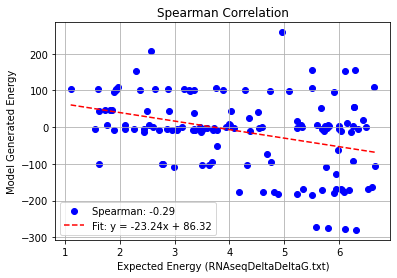 Spearman Correlation
Model Generated Energy
200
100
0
−100
−200
−300
Spearman: -0.29
Fit: y = -23.24x + 86.32
1 2 3 4 5 6
Expected Energy (RNAseqDeltaDeltaG.txt)